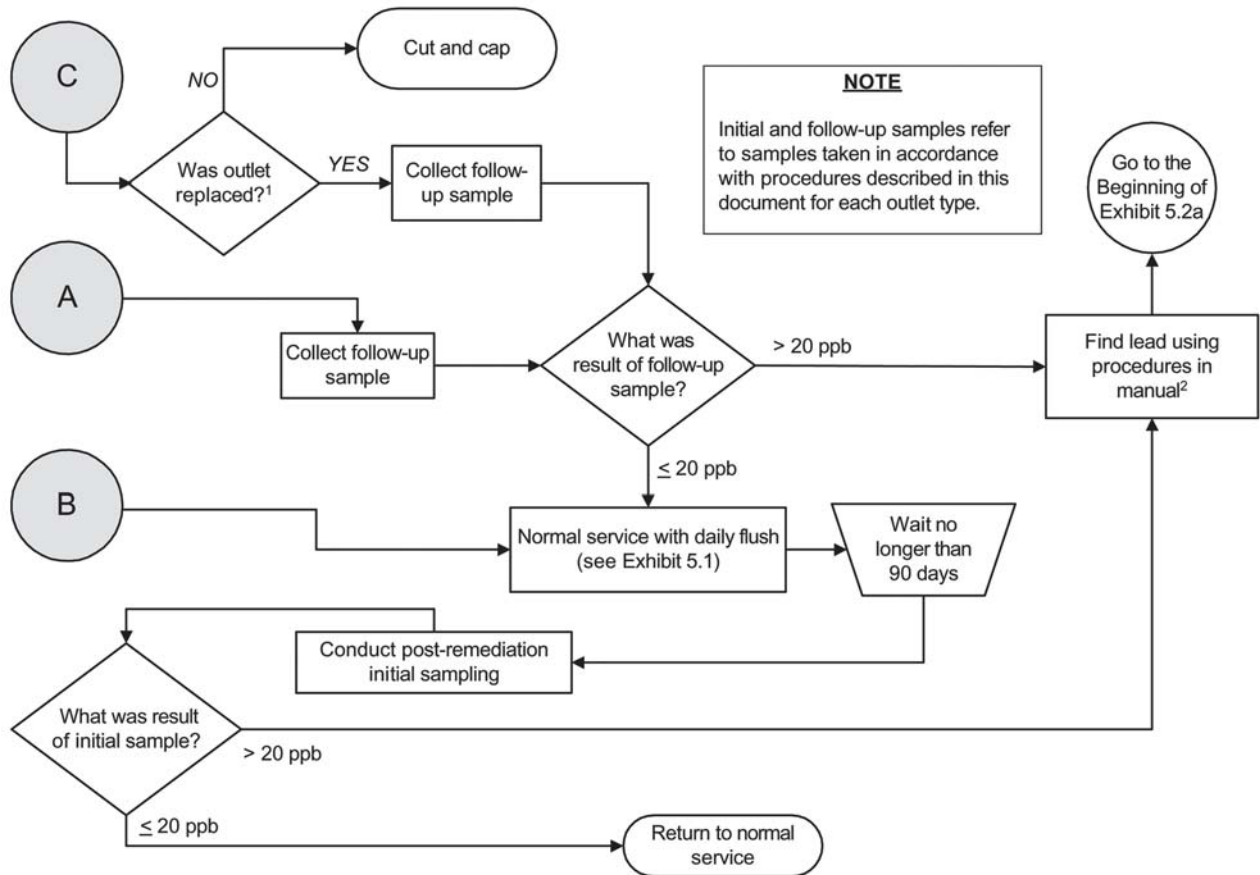 C
NO
Cut and cap
Was outlet
replaced?¹
YES
Collect follow-
up sample
NOTE
Initial and follow-up samples refer
to samples taken in accordance
with procedures described in this
document for each outlet type.
Go to the
Beginning of
Exhibit 5.2a
A
Collect follow-up
sample
What was
result of follow-up
sample?
> 20 ppb
Find lead using
procedures in
manual²
≤ 20 ppb
B
Normal service with daily flush
(see Exhibit 5.1)
Wait no
longer than
90 days
Conduct post-remediation
initial sampling
What was result
of initial sample?
> 20 ppb
≤ 20 ppb
Return to normal
service